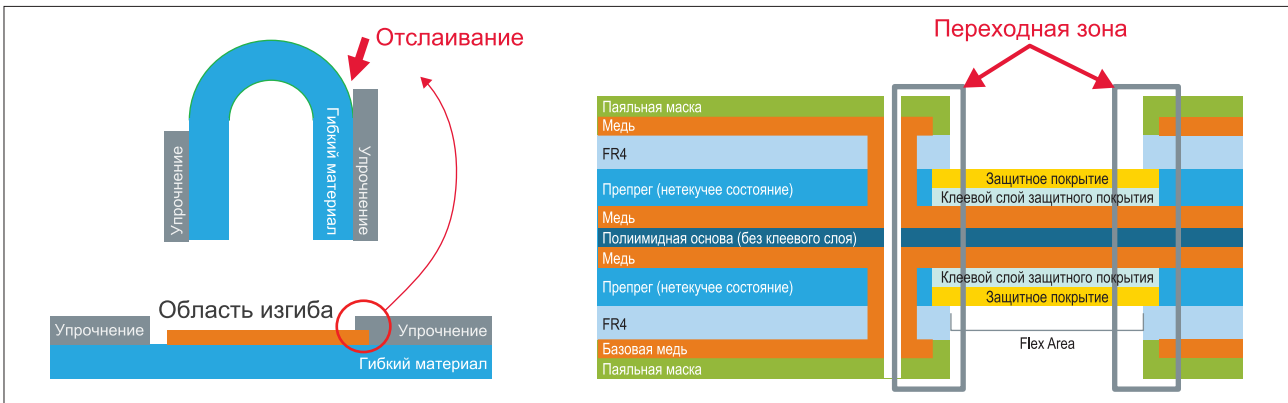 Отслаивание
Упрочнение
Гибкий материал
Упрочнение
Область изгиба
Упрочнение
Упрочнение
Гибкий материал
Переходная зона
Паяльная маска
Медь
FR4
Препрег (нетекучее состояние)
Медь
Полиимидная основа (без клеевого слоя)
Медь
Препрег (нетекучее состояние)
FR4
Базовая медь
Паяльная маска
Защитное покрытие
Клеевой слой защитного покрытия
Клеевой слой защитного покрытия
Защитное покрытие
Flex Area